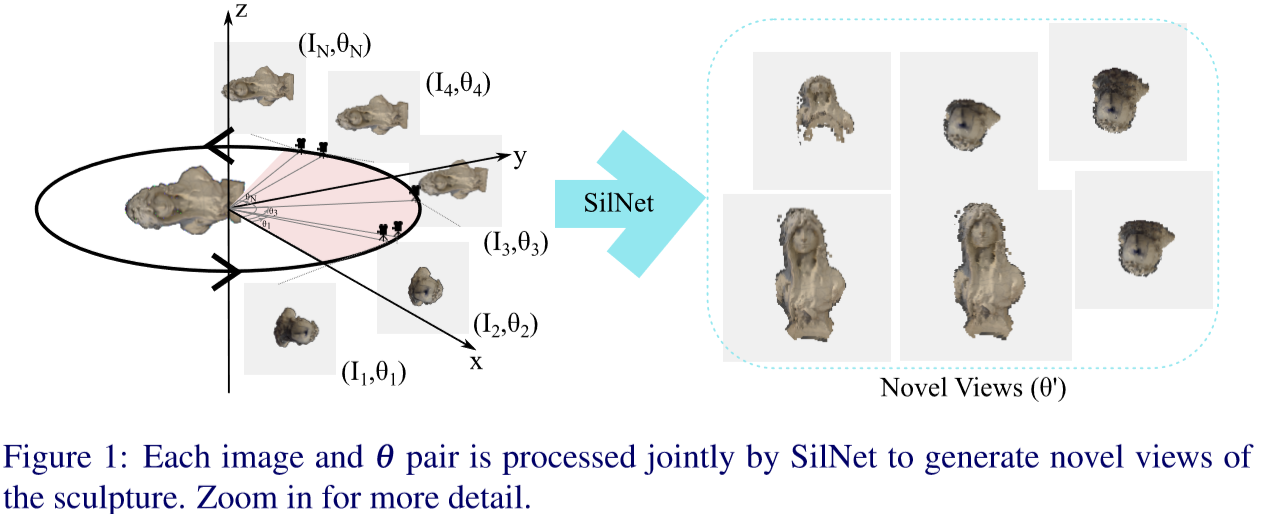 z
(I_N,θ_N)
(I_4,θ_4)
y
θ_N
θ_3
θ_1
(I_3,θ_3)
(I_2,θ_2)
x
(I_1,θ_1)
SilNet
Novel Views (θ')
Figure 1: Each image and θ pair is processed jointly by SilNet to generate novel views of
the sculpture. Zoom in for more detail.